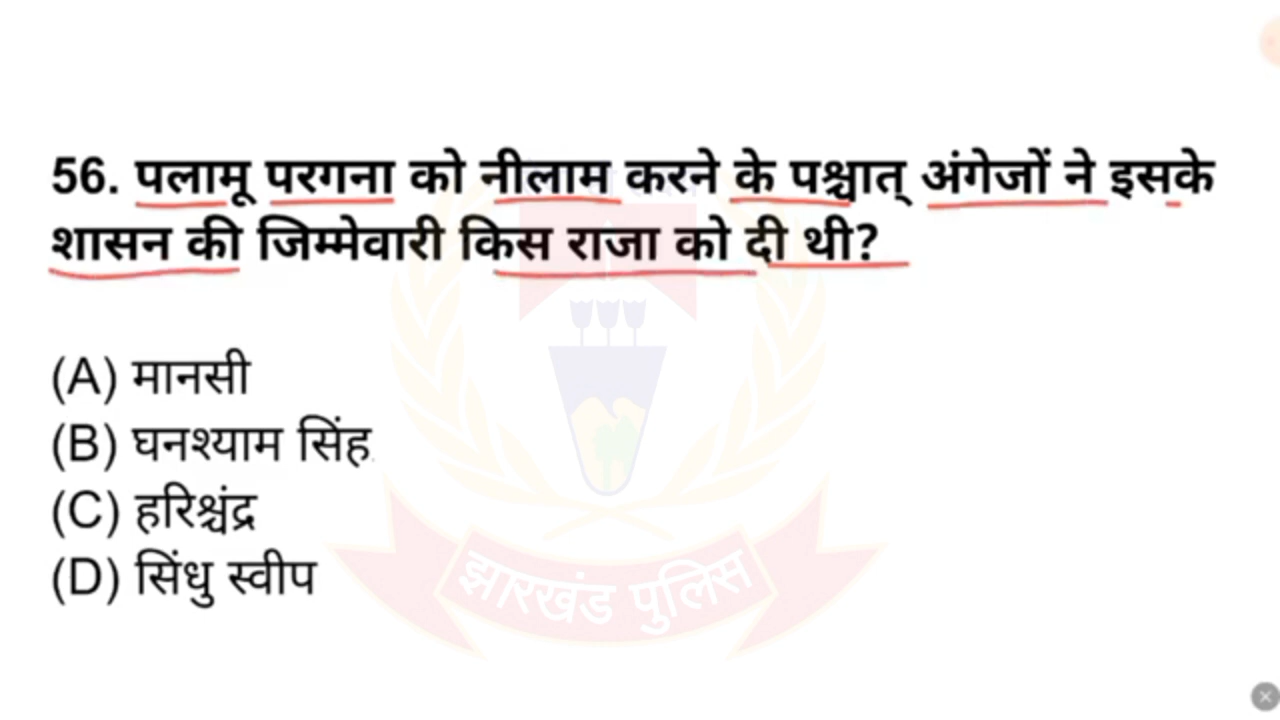 56. पलामू परगना को नीलाम करने के पश्चात् अंगेजों ने इसके
शासन की जिम्मेवारी किस राजा को दी थी?
(A) मानसी
(B) घनश्याम सिंह
(C) हरिश्चंद्र
(D) सिंधु स्वीप
झारखंड पुलिस